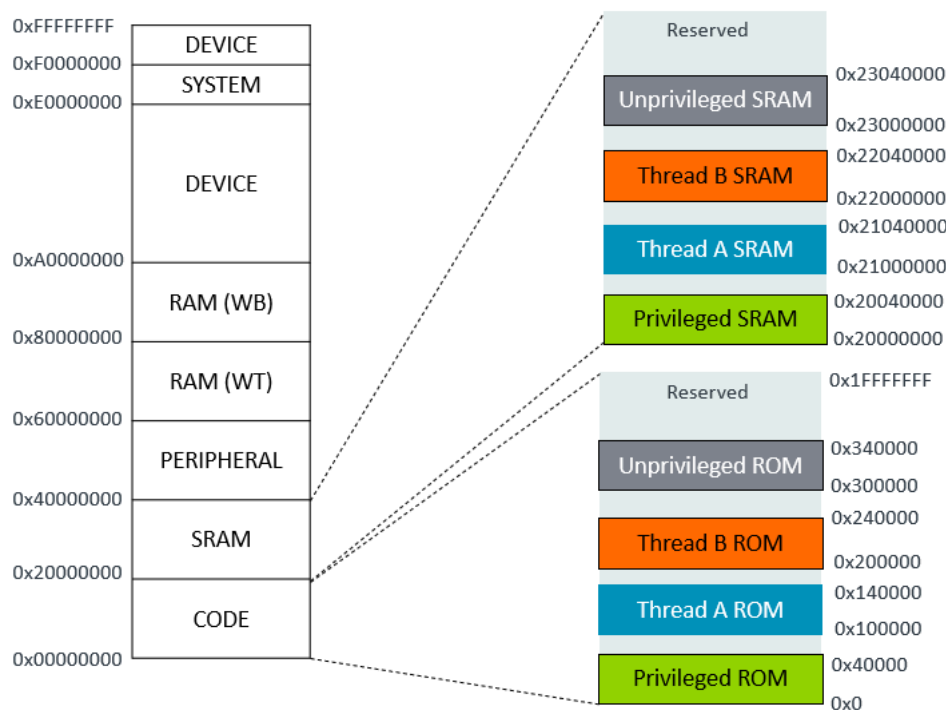 0xFFFFFFFF
DEVICE
0xF0000000
SYSTEM
0xE0000000
DEVICE
0xA0000000
RAM (WB)
0x80000000
RAM (WT)
0x60000000
PERIPHERAL
0x40000000
SRAM
0x20000000
CODE
0x00000000
Reserved
0x23040000
Unprivileged SRAM
0x23000000
0x22040000
Thread B SRAM
0x22000000
0x21040000
Thread A SRAM
0x21000000
0x20040000
Privileged SRAM
0x20000000
0x1FFFFFFF
Reserved
0x340000
Unprivileged ROM
0x300000
0x240000
Thread B ROM
0x200000
0x140000
Thread A ROM
0x100000
0x40000
Privileged ROM
0x0